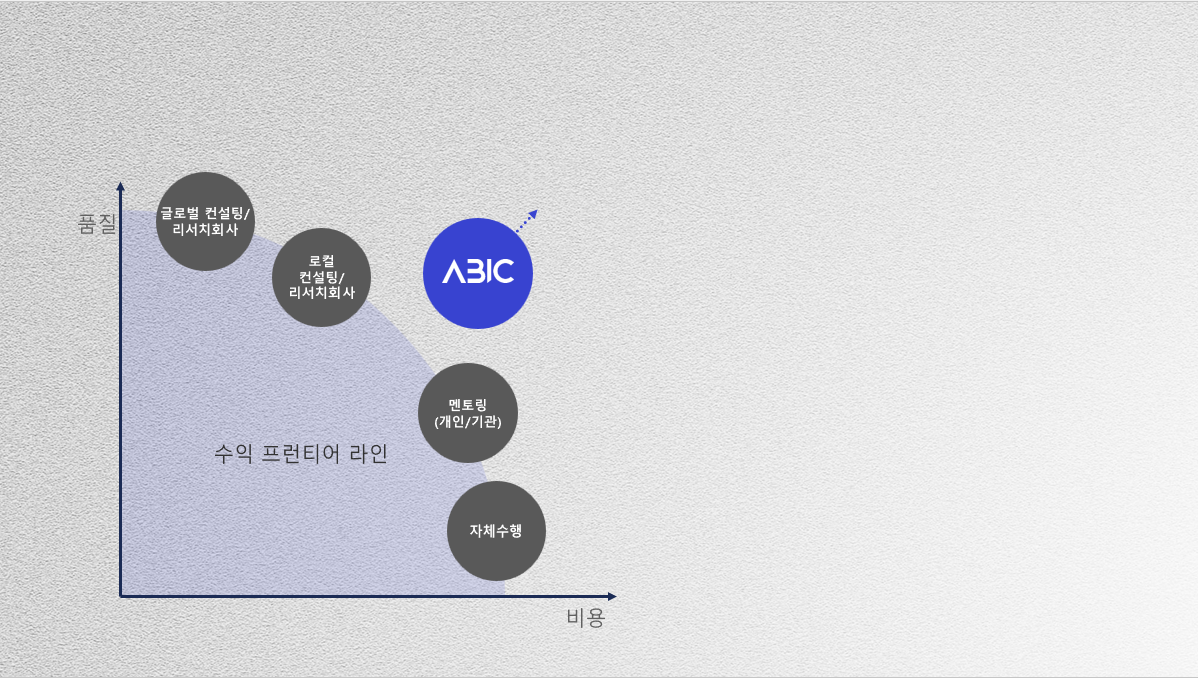 품질
글로벌 컨설팅/
리서치회사
로컬
컨설팅/
리서치회사
ABIC
멘토링
(개인/기관)
수익 프런티어 라인
자체수행
비용